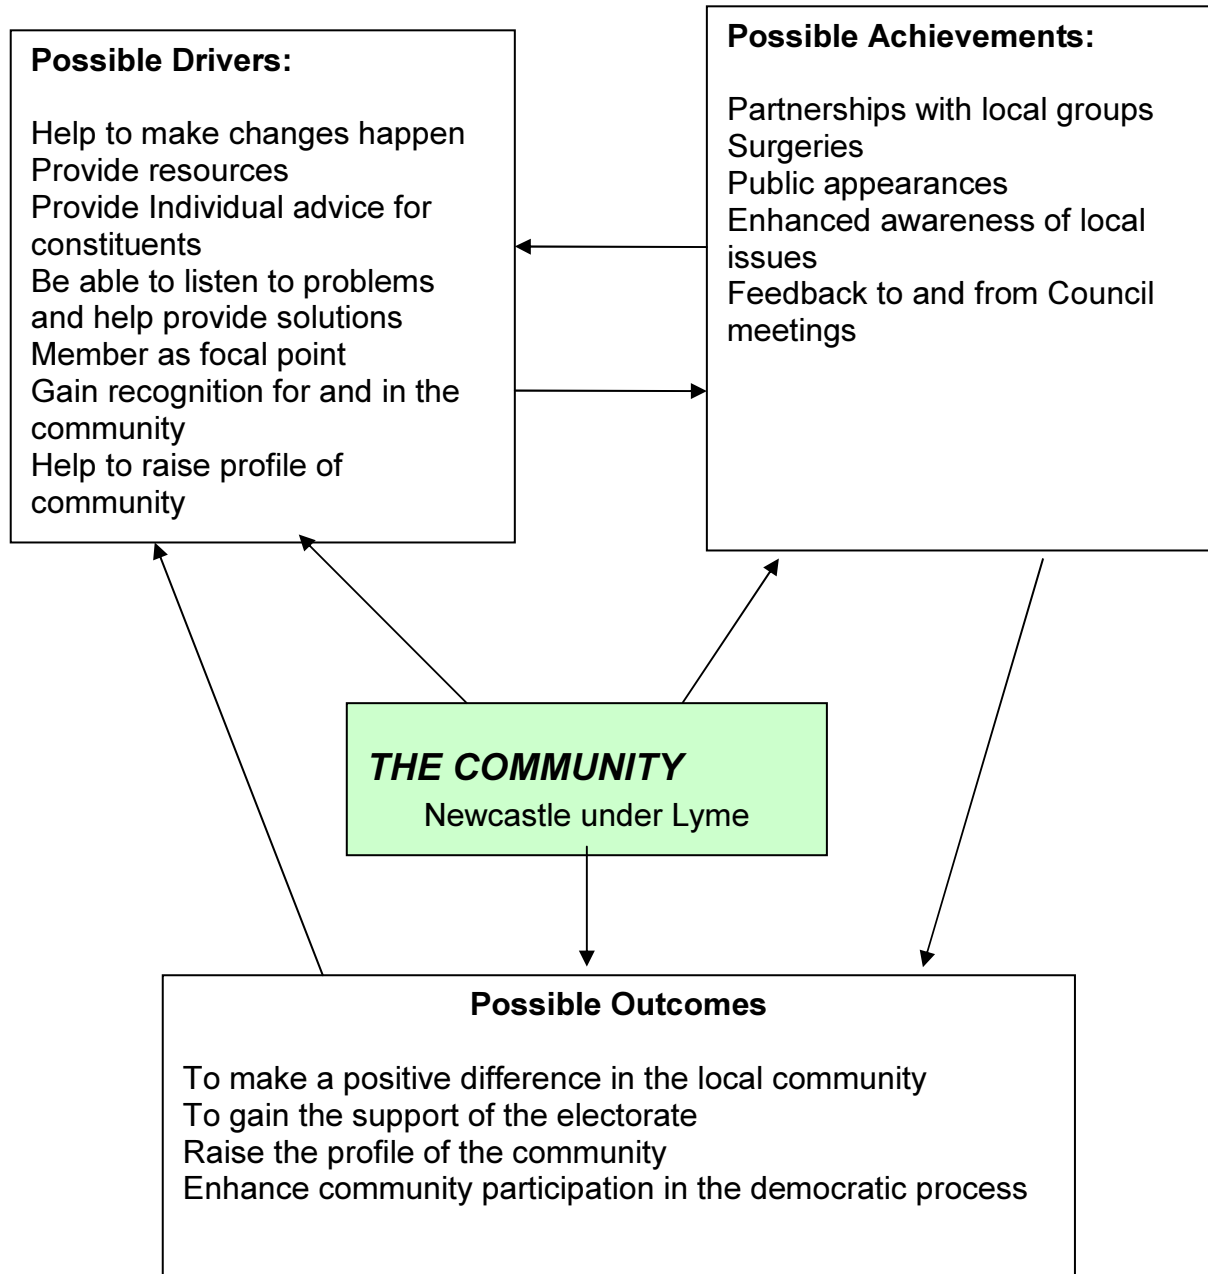 Possible Drivers:
Help to make changes happen
Provide resources
Provide Individual advice for
constituents
Be able to listen to problems
and help provide solutions
Member as focal point
Gain recognition for and in the
community
Help to raise profile of
community
Possible Achievements:
Partnerships with local groups
Surgeries
Public appearances
Enhanced awareness of local
issues
Feedback to and from Council
meetings
THE COMMUNITY
Newcastle under Lyme
Possible Outcomes
To make a positive difference in the local community
To gain the support of the electorate
Raise the profile of the community
Enhance community participation in the democratic process